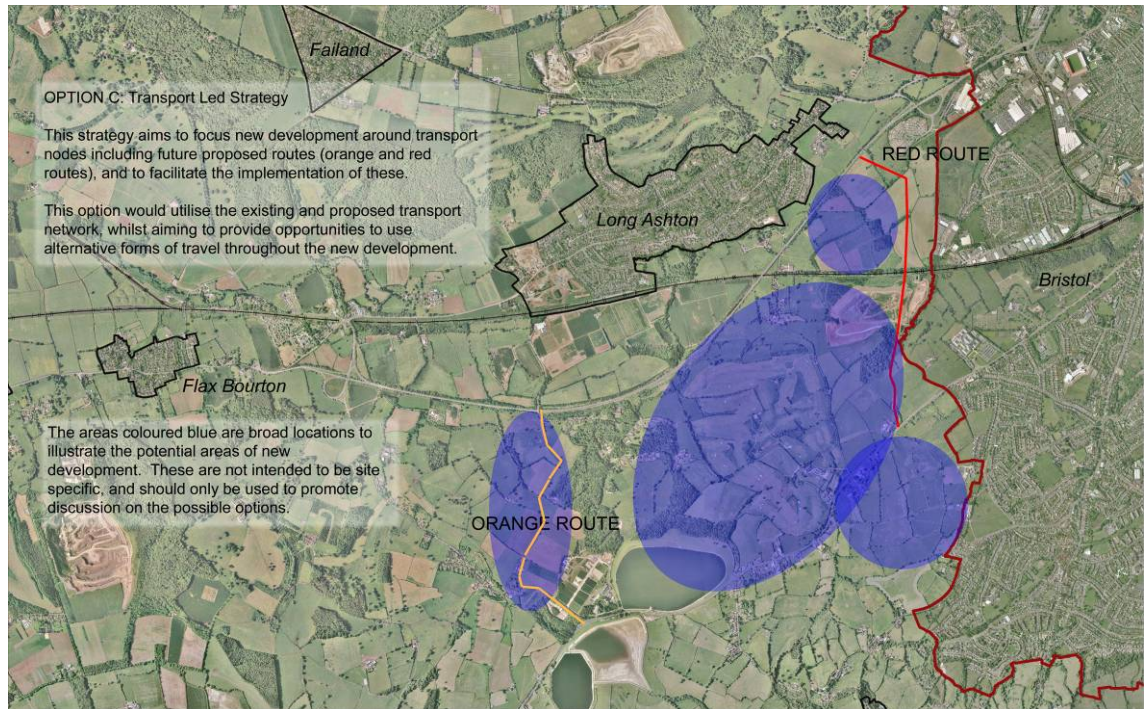 Failand
OPTION C: Transport Led Strategy
This strategy aims to focus new development around transport
nodes including future proposed routes (orange and red
routes), and to facilitate the implementation of these.
This option would utilise the existing and proposed transport
network, whilst aiming to provide opportunities to use
alternative forms of travel throughout the new development.
RED ROUTE
Long Ashton
Bristol
Flax Bourton
The areas coloured blue are broad locations to
illustrate the potential areas of new
development. These are not intended to be site
specific, and should only be used to promote
discussion on the possible options.
ORANGE ROUTE